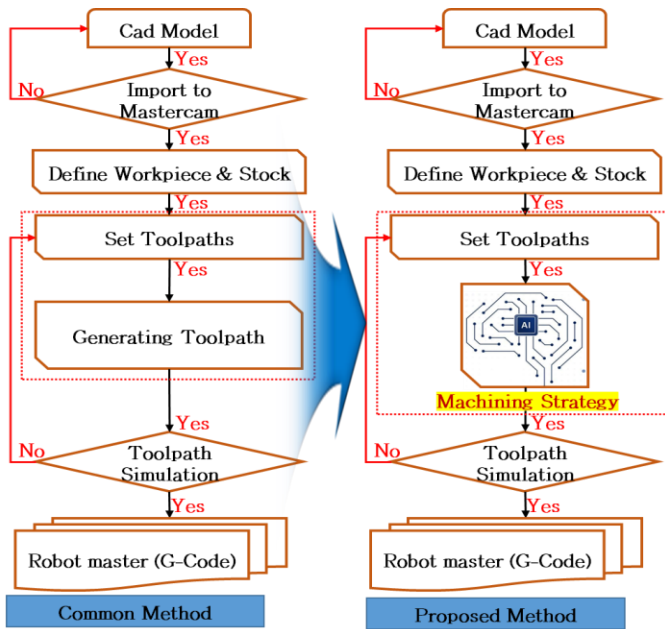 Cad Model
Yes
No
Import to
Mastercam
Yes
Define Workpiece & Stock
Yes
Set Toolpaths
Yes
Generating Toolpath
Yes
No
Toolpath
Simulation
Yes
Robot master (G-Code)
Common Method
Cad Model
Yes
No
Import to
Mastercam
Yes
Define Workpiece & Stock
Yes
Set Toolpaths
Yes
AI
Machining Strategy
Yes
No
Toolpath
Simulation
Yes
Robot master (G-Code)
Proposed Method